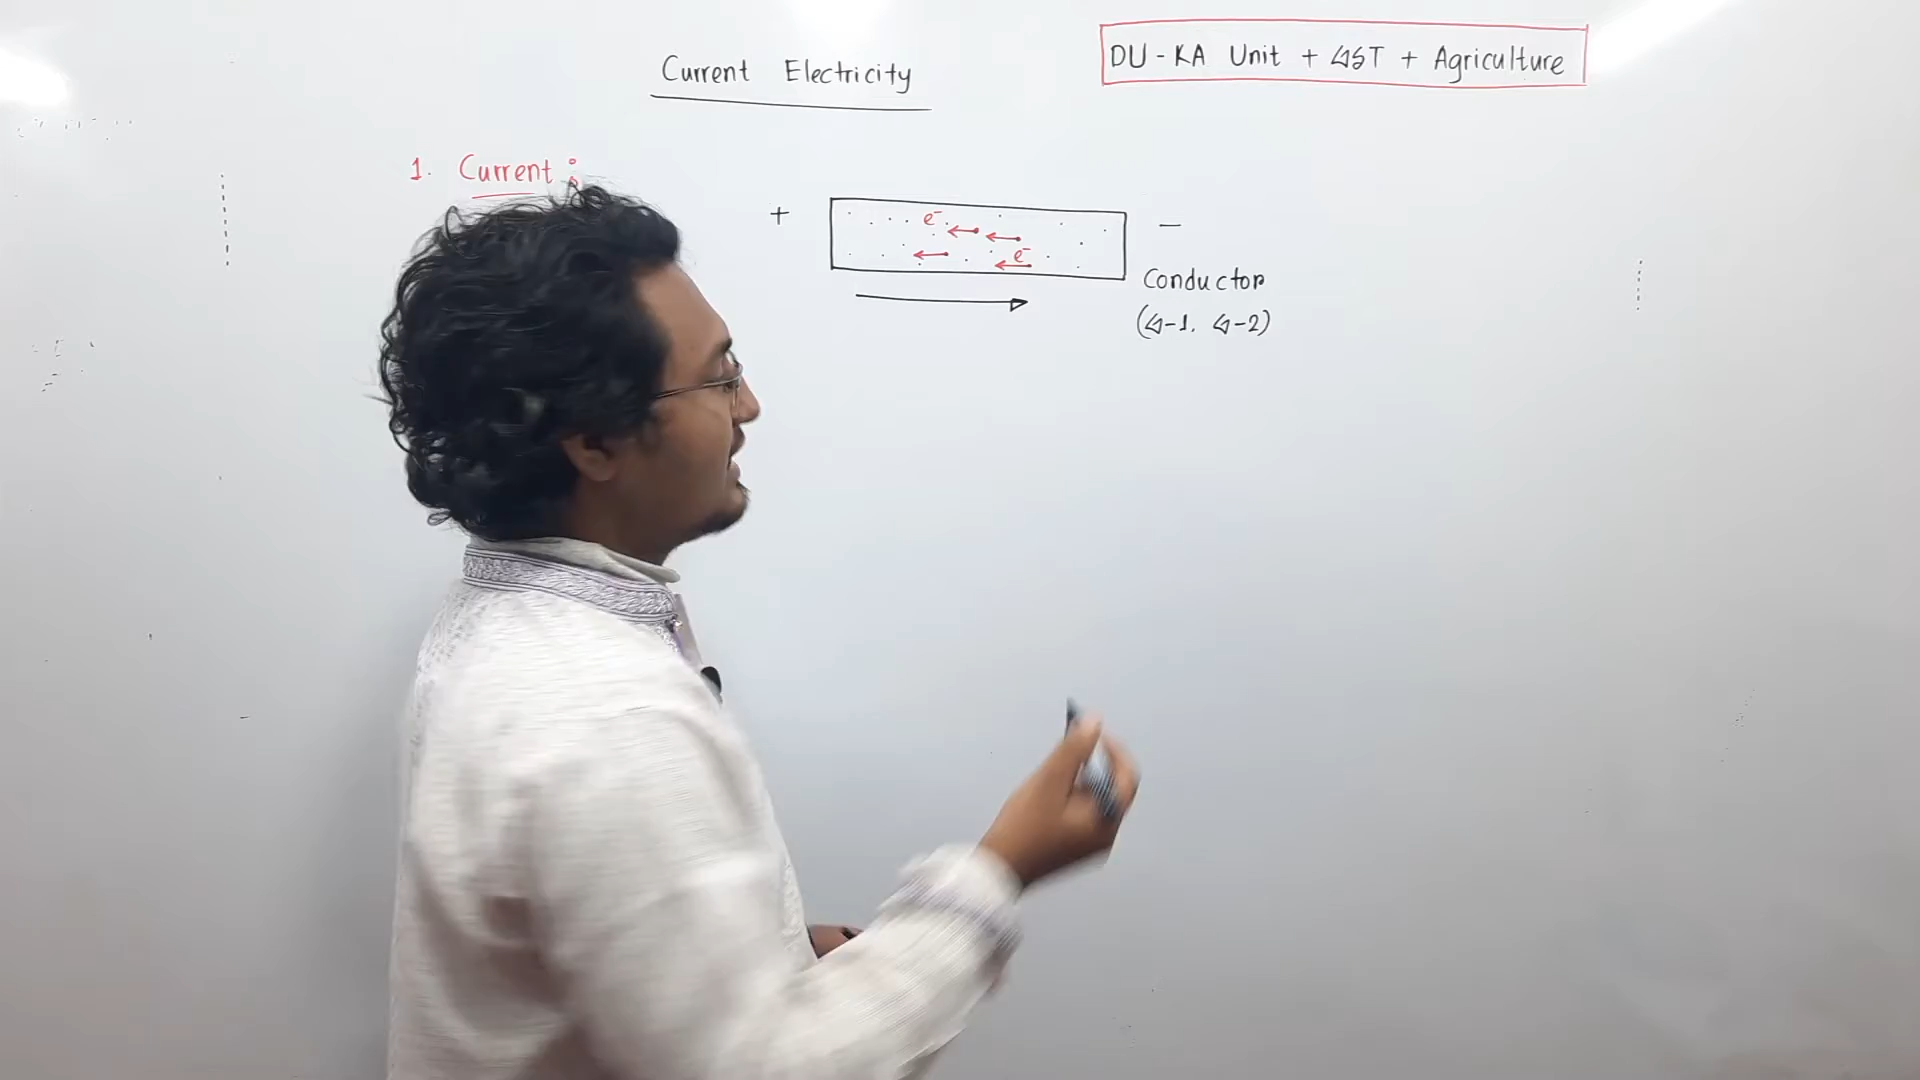 Current Electricity
DU - KA Unit + GST + Agriculture
1. Current :
+ e⁻ e⁻ −
Conductor
(G-1, G-2)